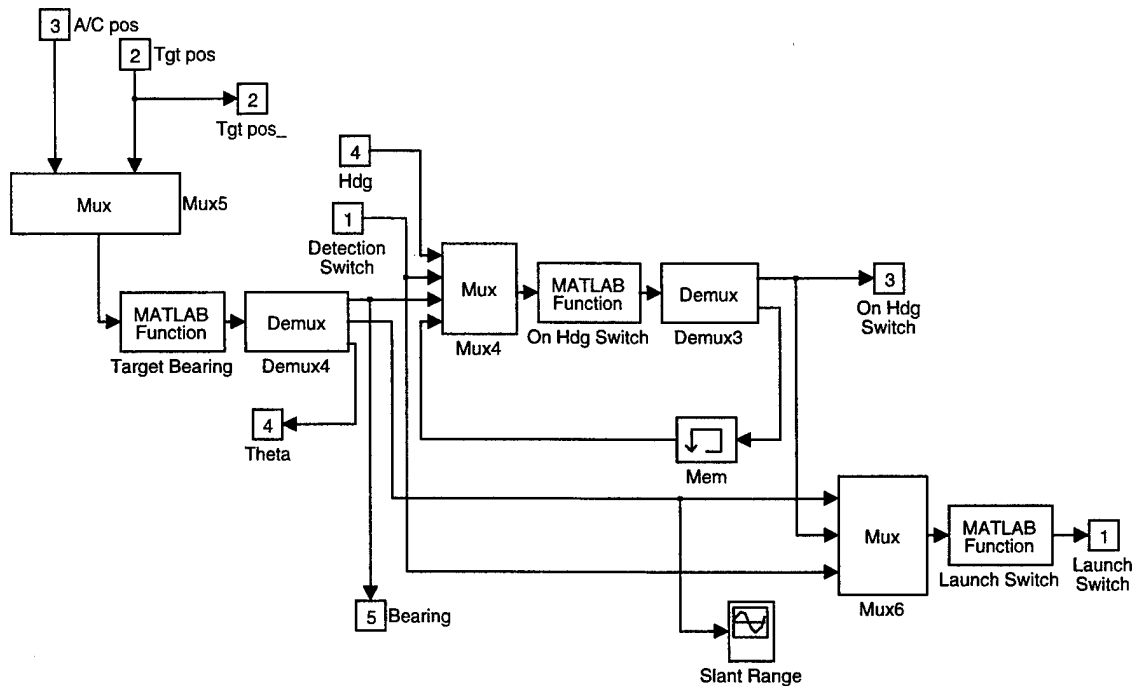 3 A/C pos
2 Tgt pos
2
Tgt pos_
Mux
Mux5
4
Hdg
1
Detection
Switch
MATLAB
Function
Target Bearing
Demux
Demux4
Mux
Mux4
MATLAB
Function
On Hdg Switch
Demux
Demux3
3
On Hdg
Switch
4
Theta
Mem
5 Bearing
Mux
Mux6
MATLAB
Function
Launch Switch
1
Launch
Switch
Slant Range